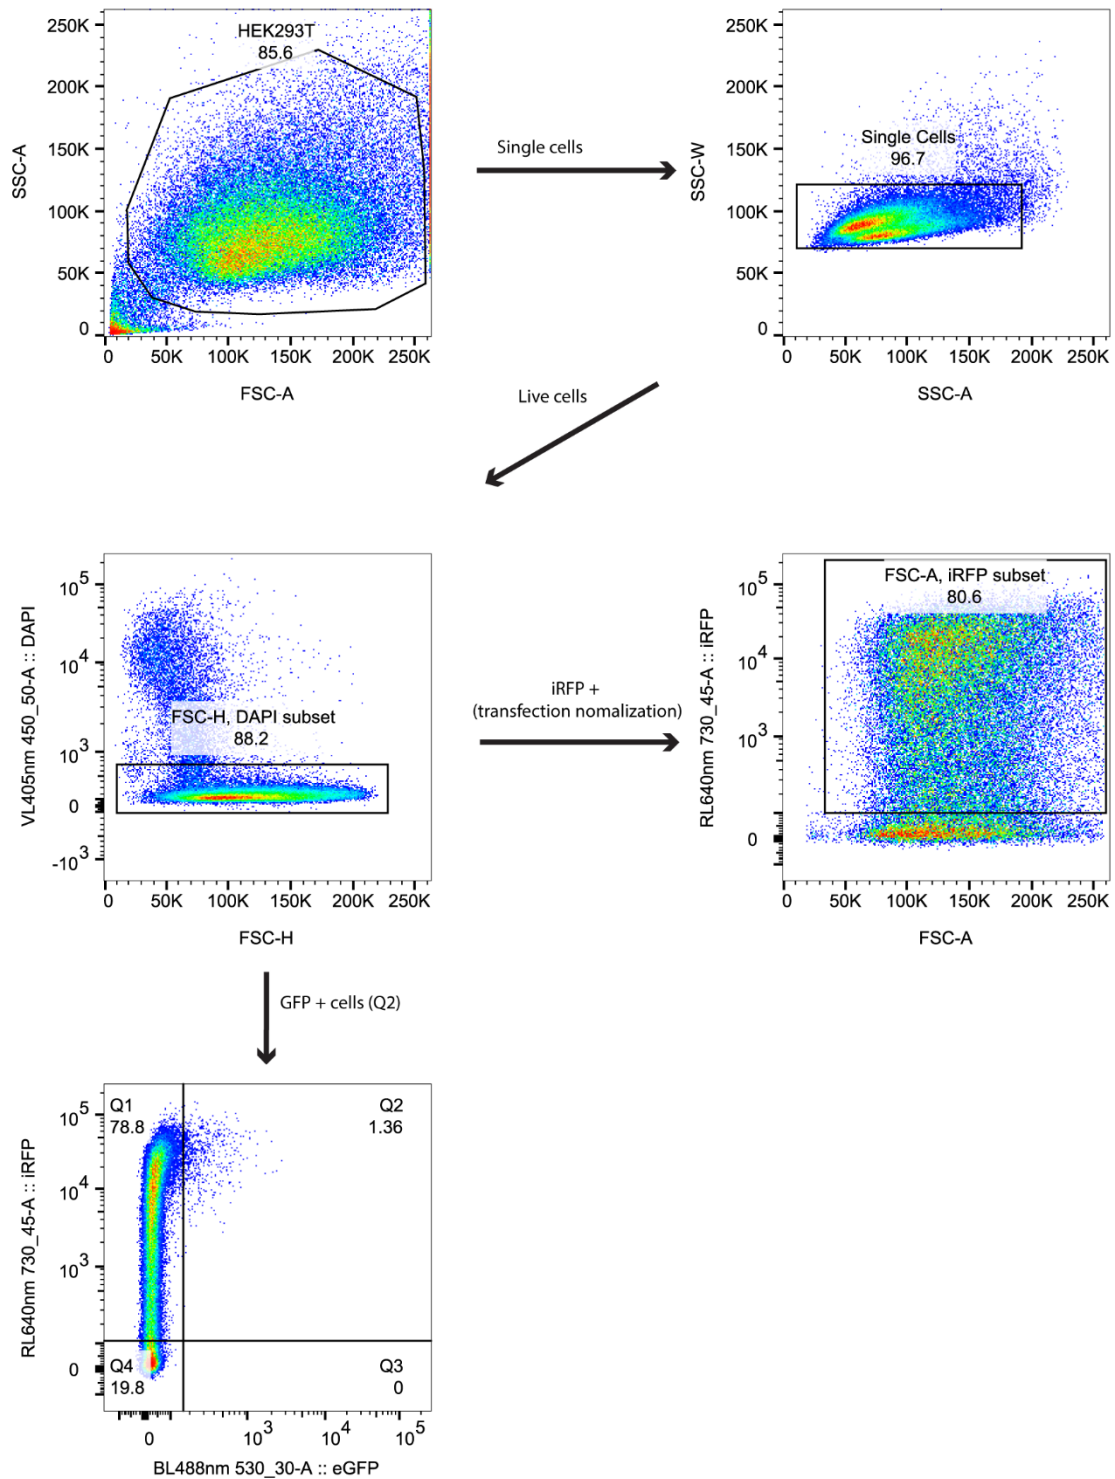 250K
200K
150K
100K
50K
0
SSC-A
HEK293T
85.6
0 50K 100K 150K 200K 250K
FSC-A
Single cells
250K
200K
150K
100K
50K
0
SSC-W
Single Cells
96.7
0 50K 100K 150K 200K 250K
SSC-A
Live cells
10^5
10^4
10^3
0
-10^3
VL405nm 450_50-A :: DAPI
FSC-H, DAPI subset
88.2
0 50K 100K 150K 200K 250K
FSC-H
iRFP +
(transfection nomalization)
10^5
10^4
10^3
0
RL640nm 730_45-A :: iRFP
FSC-A, iRFP subset
80.6
0 50K 100K 150K 200K 250K
FSC-A
GFP + cells (Q2)
10^5
10^4
10^3
0
RL640nm 730_45-A :: iRFP
Q1
78.8
Q2
1.36
Q4
19.8
Q3
0
0 10^3 10^4 10^5
BL488nm 530_30-A :: eGFP